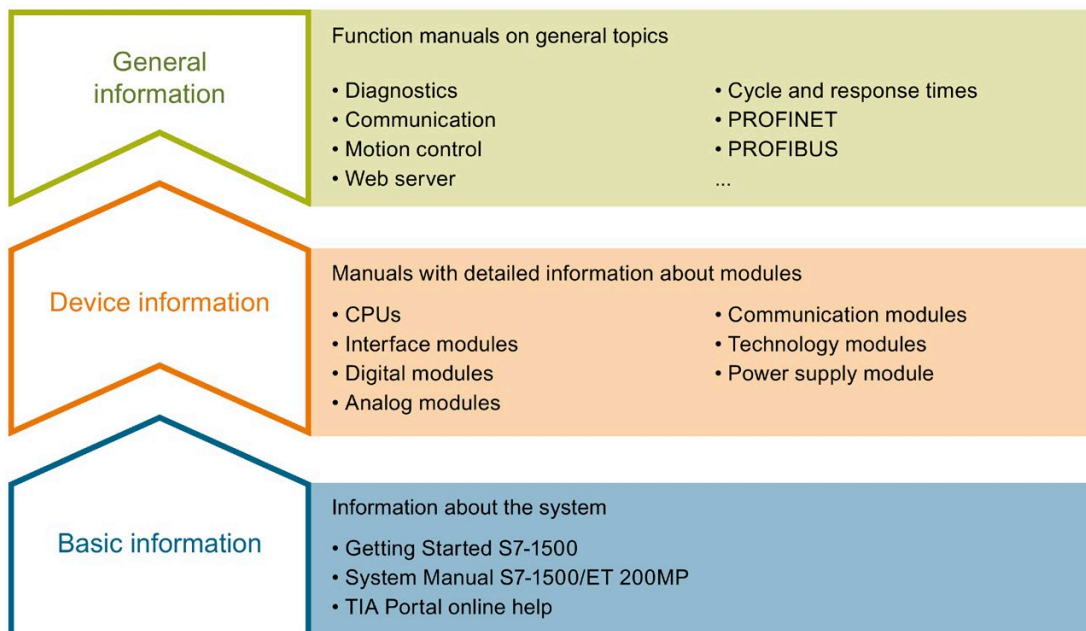 General
information
Function manuals on general topics
• Diagnostics
• Communication
• Motion control
• Web server
• Cycle and response times
• PROFINET
• PROFIBUS
...
Device information
Manuals with detailed information about modules
• CPUs
• Interface modules
• Digital modules
• Analog modules
• Communication modules
• Technology modules
• Power supply module
Basic information
Information about the system
• Getting Started S7-1500
• System Manual S7-1500/ET 200MP
• TIA Portal online help